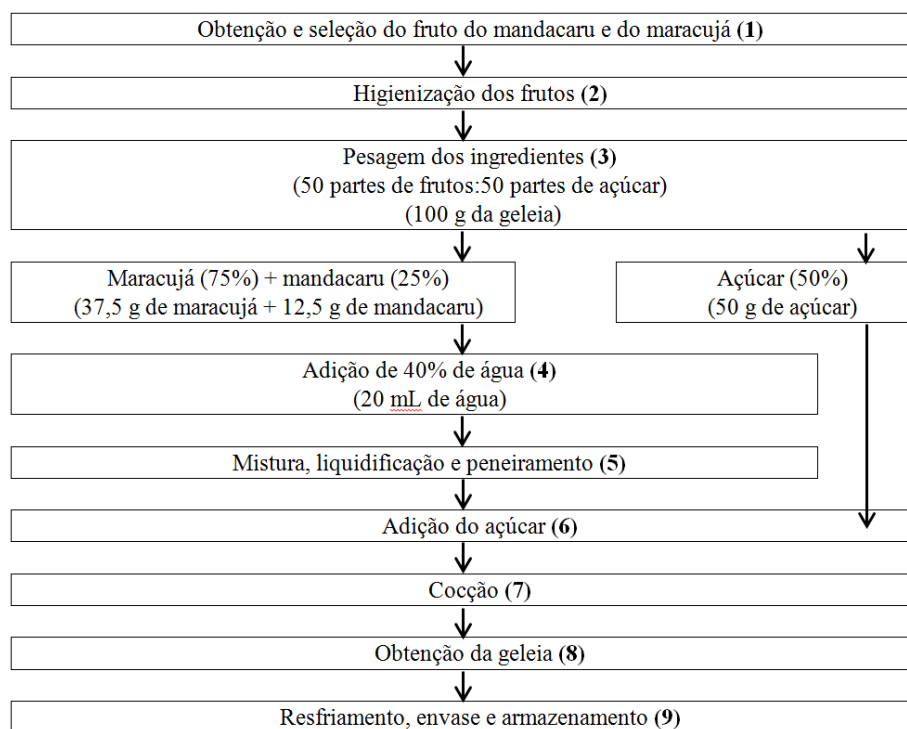 Obtenção e seleção do fruto do mandacaru e do maracujá (1)
Higienização dos frutos (2)
Pesagem dos ingredientes (3)
(50 partes de frutos:50 partes de açúcar)
(100 g da geleia)
Maracujá (75%) + mandacaru (25%)
(37,5 g de maracujá + 12,5 g de mandacaru)
Açúcar (50%)
(50 g de açúcar)
Adição de 40% de água (4)
(20 mL de água)
Mistura, liquidificação e peneiramento (5)
Adição do açúcar (6)
Cocção (7)
Obtenção da geleia (8)
Resfriamento, envase e armazenamento (9)